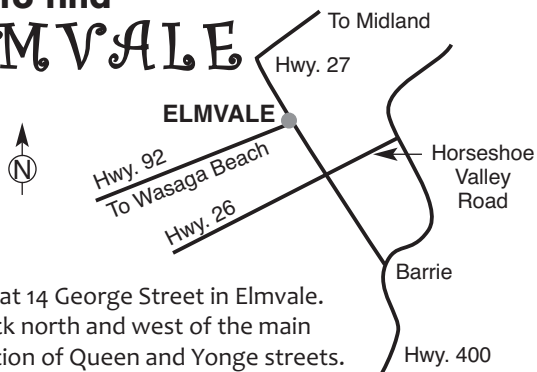 find
MVALE
To Midland
Hwy. 27
ELMVALE
N
Hwy. 92
To Wasaga Beach
Hwy. 26
Horseshoe
Valley
Road
Barrie
at 14 George Street in Elmvale.
north and west of the main
of Queen and Yonge streets.
Hwy. 400